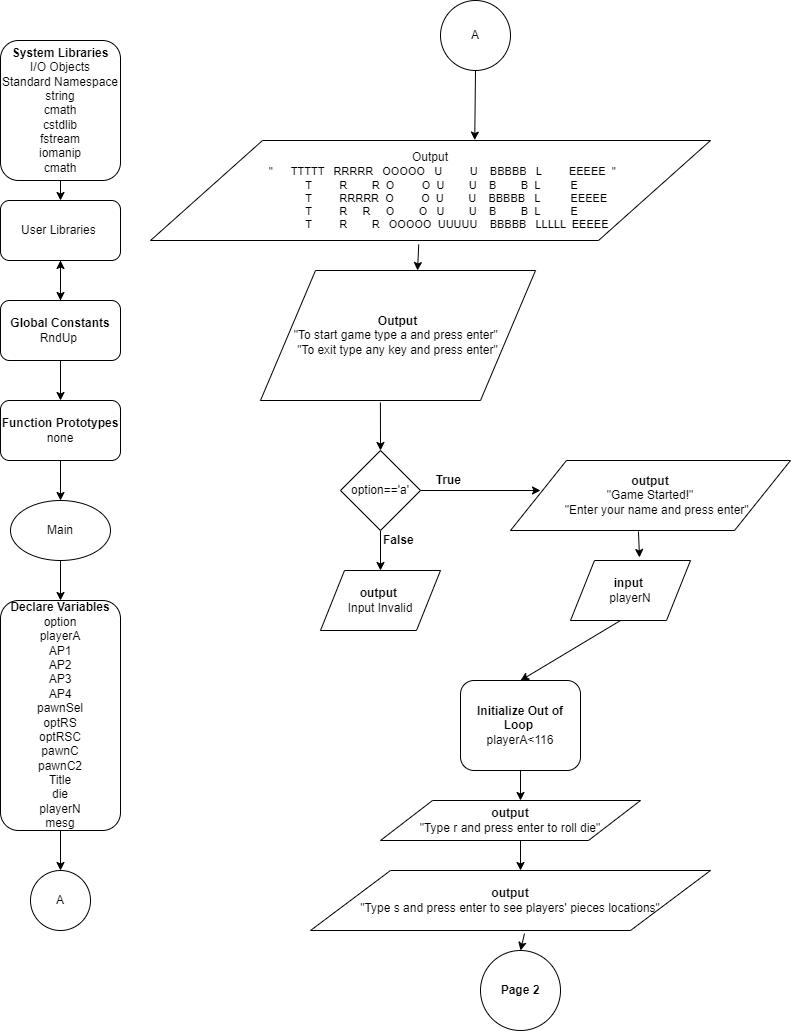 System Libraries
I/O Objects
Standard Namespace
string
cmath
cstdlib
fstream
iomanip
cmath
User Libraries
Global Constants
RndUp
Function Prototypes
none
Main
Declare Variables
option
playerA
AP1
AP2
AP3
AP4
pawnSel
optRS
optRSC
pawnC
pawnC2
Title
die
playerN
mesg
A
A
Output
" TTTTT RRRRR OOOOO U U BBBBB L EEEEE "
T R R O O U U B B L E
T RRRRR O O U U BBBBB L EEEEE
T R R O O U U B B L E
T R R OOOOO UUUUU BBBBB LLLLL EEEEE
Output
"To start game type a and press enter"
"To exit type any key and press enter"
option=='a'
True
False
output
Input Invalid
output
"Game Started!"
"Enter your name and press enter"
input
playerN
Initialize Out of
Loop
playerA<116
output
"Type r and press enter to roll die"
output
"Type s and press enter to see players' pieces locations"
Page 2